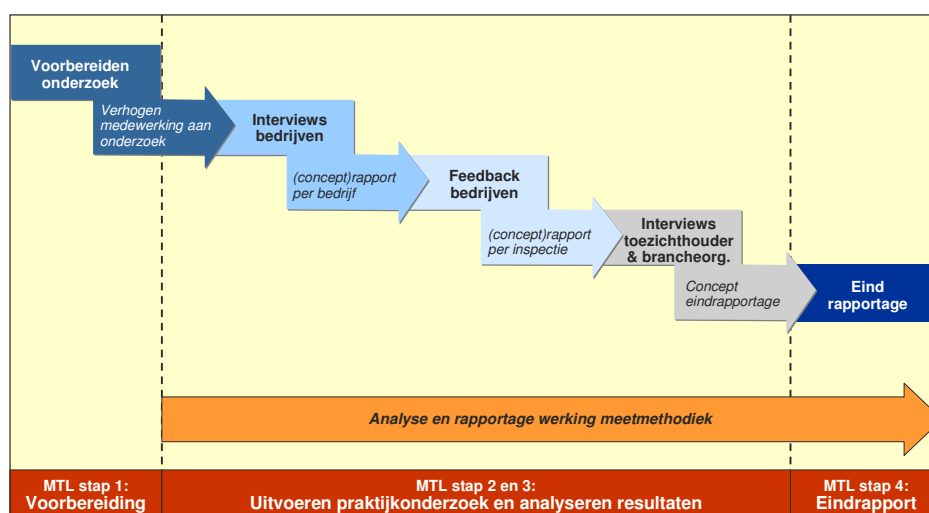 Voorbereiden
onderzoek
Verhogen
medewerking aan
onderzoek
Interviews
bedrijven
(concept)rapport
per bedrijf
Feedback
bedrijven
(concept)rapport
per inspectie
Interviews
toezichthouder
& brancheorg.
Concept
eindrapportage
Eind
rapportage
Analyse en rapportage werking meetmethodiek
MTL stap 1:
Voorbereiding
MTL stap 2 en 3:
Uitvoeren praktijkonderzoek en analyseren resultaten
MTL stap 4:
Eindrapport